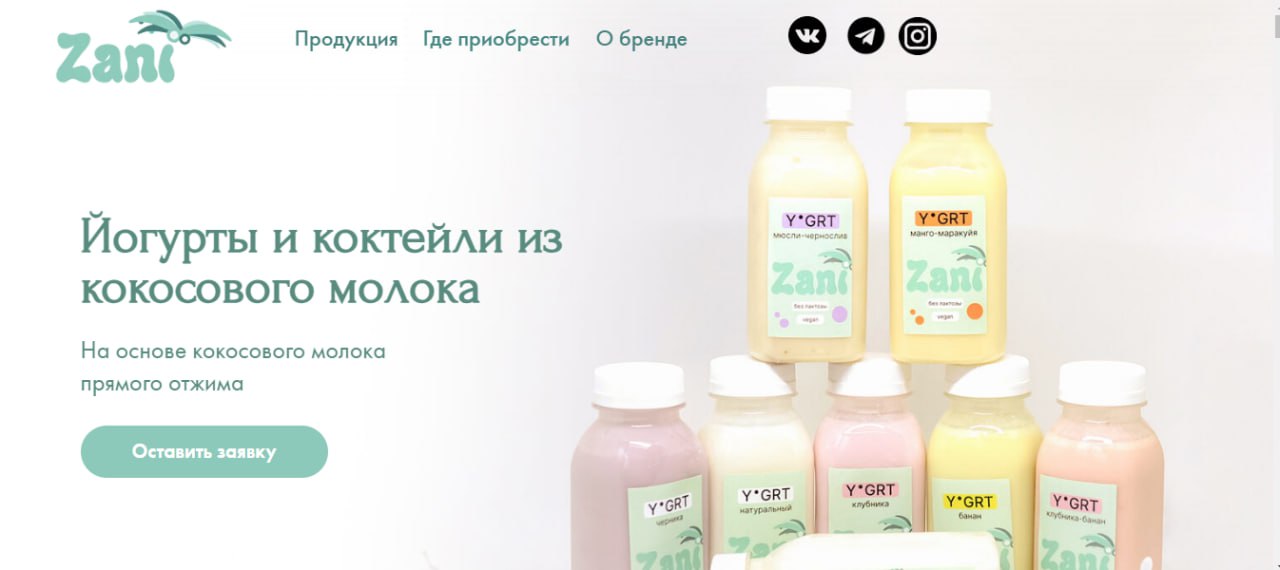 Zani
Продукция
Где приобрести
О бренде
Йогурты и коктейли из
кокосового молока
На основе кокосового молока
прямого отжима
Оставить заявку
Y*GRT
мюсли-чернослив
Zani
без лактозы
vegan
Y*GRT
манго-маракуйя
Zani
без лактозы
vegan
Y*GRT
черника
Zani
Y*GRT
натуральный
Zani
Y*GRT
клубника
Zani
Y*GRT
банан
Zani
Y*GRT
клубника-банан
Zani